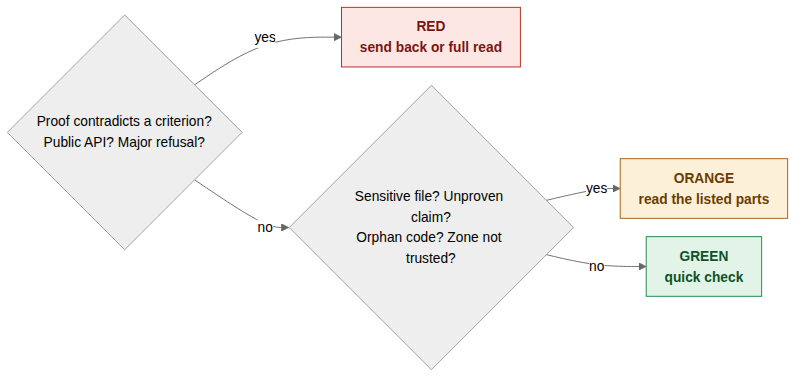 Proof contradicts a criterion?
Public API? Major refusal?
yes
RED
send back or full read
no
Sensitive file? Unproven
claim?
Orphan code? Zone not
trusted?
yes
ORANGE
read the listed parts
no
GREEN
quick check